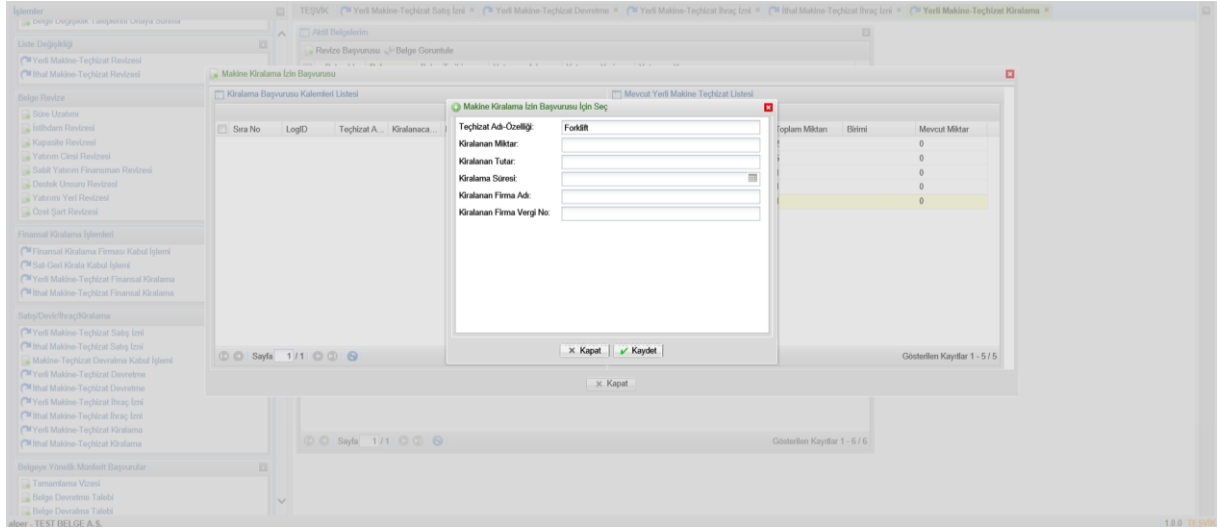 İşlemler
TEŞVİK
Yerli Makine-Teçhizat Satış İzni ×
Yerli Makine-Teçhizat Devretme ×
Yerli Makine-Teçhizat İhraç İzni ×
İthal Makine-Teçhizat İhraç İzni ×
Yerli Makine-Teçhizat Kiralama ×
Aktif Belgelerim
Liste Değişikliği
Revize Başvurusu
Belge Goruntule
Yerli Makine-Teçhizat Revizesi
İthal Makine-Teçhizat Revizesi
Makine Kiralama İzin Başvurusu
Kiralama Başvurusu Kalemleri Listesi
Mevcut Yerli Makine Teçhizat Listesi
Belge Revize
Makine Kiralama İzin Başvurusu İçin Seç
Süre Uzatımı
İstihdam Revizesi
Sıra No
LogID
Teçhizat A...
Kiralanaca...
Teçhizat Adı-Özelliği:
Forklift
Toplam Miktarı
Birimi
Mevcut Miktar
Kapasite Revizesi
Kiralanan Miktar:
0
Yatırım Cinsi Revizesi
Kiralanan Tutar:
0
Sabit Yatırım Finansman Revizesi
Kiralama Süresi:
0
Destek Unsuru Revizesi
0
Yatırım Yeri Revizesi
Kiralanan Firma Adı:
0
Özel Şart Revizesi
Kiralanan Firma Vergi No:
Finansal Kiralama İşlemleri
Finansal Kiralama Firması Kabul İşlemi
Sat-Geri Kirala Kabul İşlemi
Yerli Makine-Teçhizat Finansal Kiralama
İthal Makine-Teçhizat Finansal Kiralama
Satış/Devir/İhraç/Kiralama
Yerli Makine-Teçhizat Satış İzni
İthal Makine-Teçhizat Satış İzni
Makine-Teçhizat Devralma Kabul İşlemi
Sayfa 1 / 1
Kapat
Kaydet
Gösterilen Kayıtlar 1 - 5 / 5
Yerli Makine-Teçhizat Devretme
İthal Makine-Teçhizat Devretme
Kapat
Yerli Makine-Teçhizat İhraç İzni
İthal Makine-Teçhizat İhraç İzni
Yerli Makine-Teçhizat Kiralama
İthal Makine-Teçhizat Kiralama
Sayfa 1 / 1
Gösterilen Kayıtlar 1 - 6 / 6
Belgeye Yönelik Münferit Başvurular
Tamamlama Vizesi
Belge Devretme Talebi
Belge Devralma Talebi
alper - TEST BELGE A.Ş.
1.0.0 TEŞVİK